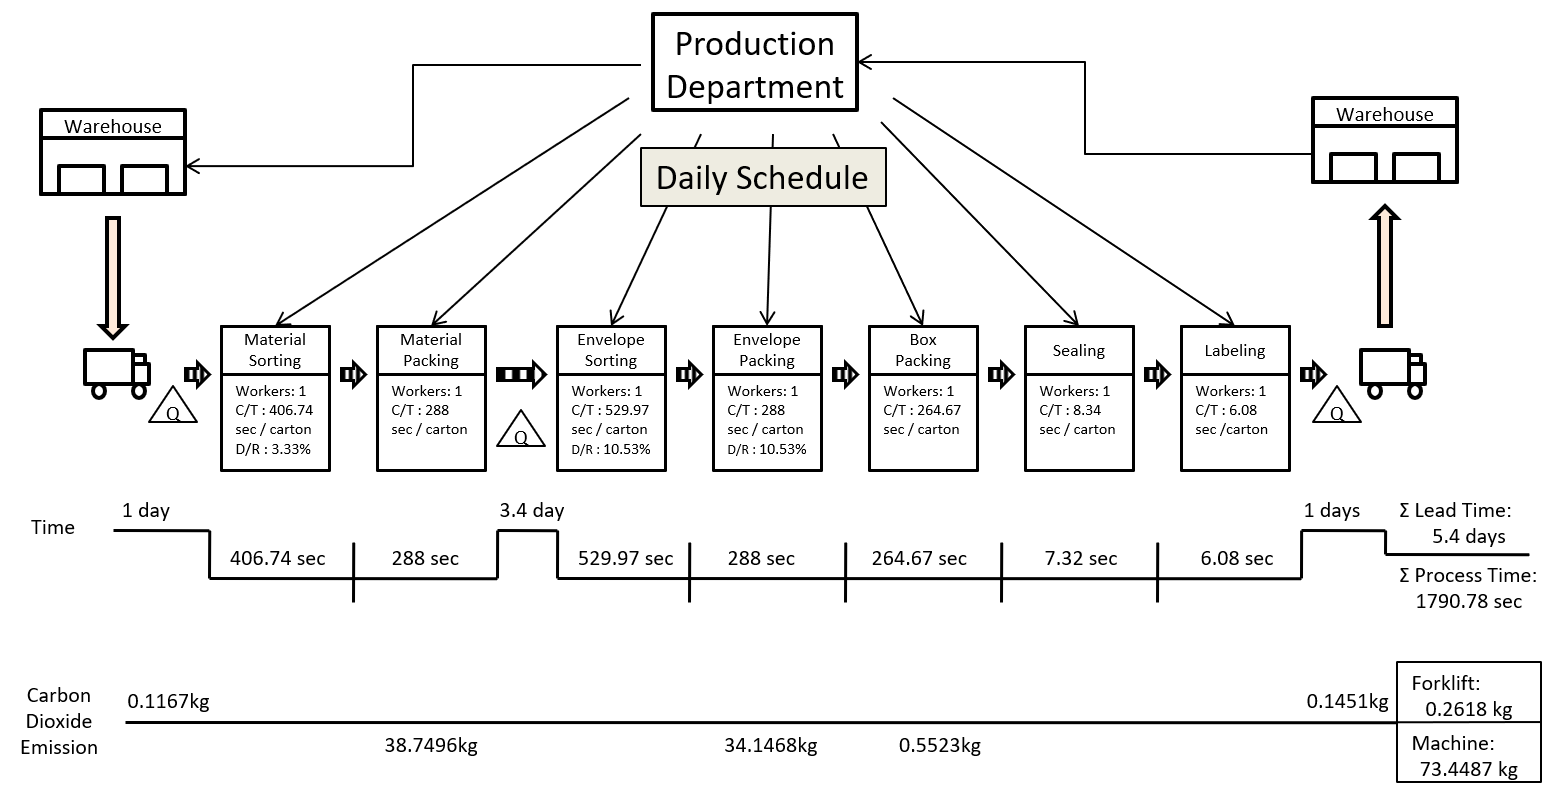 Production
Department
Warehouse
Warehouse
Daily Schedule
Material
Sorting
Workers: 1
C/T : 406.74
sec / carton
D/R : 3.33%
Material
Packing
Workers: 1
C/T : 288
sec / carton
Envelope
Sorting
Workers: 1
C/T : 529.97
sec / carton
D/R : 10.53%
Envelope
Packing
Workers: 1
C/T : 288
sec / carton
D/R : 10.53%
Box
Packing
Workers: 1
C/T : 264.67
sec / carton
Sealing
Workers: 1
C/T : 8.34
sec / carton
Labeling
Workers: 1
C/T : 6.08
sec /carton
Q
Q
Q
Time
1 day
406.74 sec
288 sec
3.4 day
529.97 sec
288 sec
264.67 sec
7.32 sec
6.08 sec
1 days
Σ Lead Time:
5.4 days
Σ Process Time:
1790.78 sec
Carbon
Dioxide
Emission
0.1167kg
38.7496kg
34.1468kg
0.5523kg
0.1451kg
Forklift:
0.2618 kg
Machine:
73.4487 kg